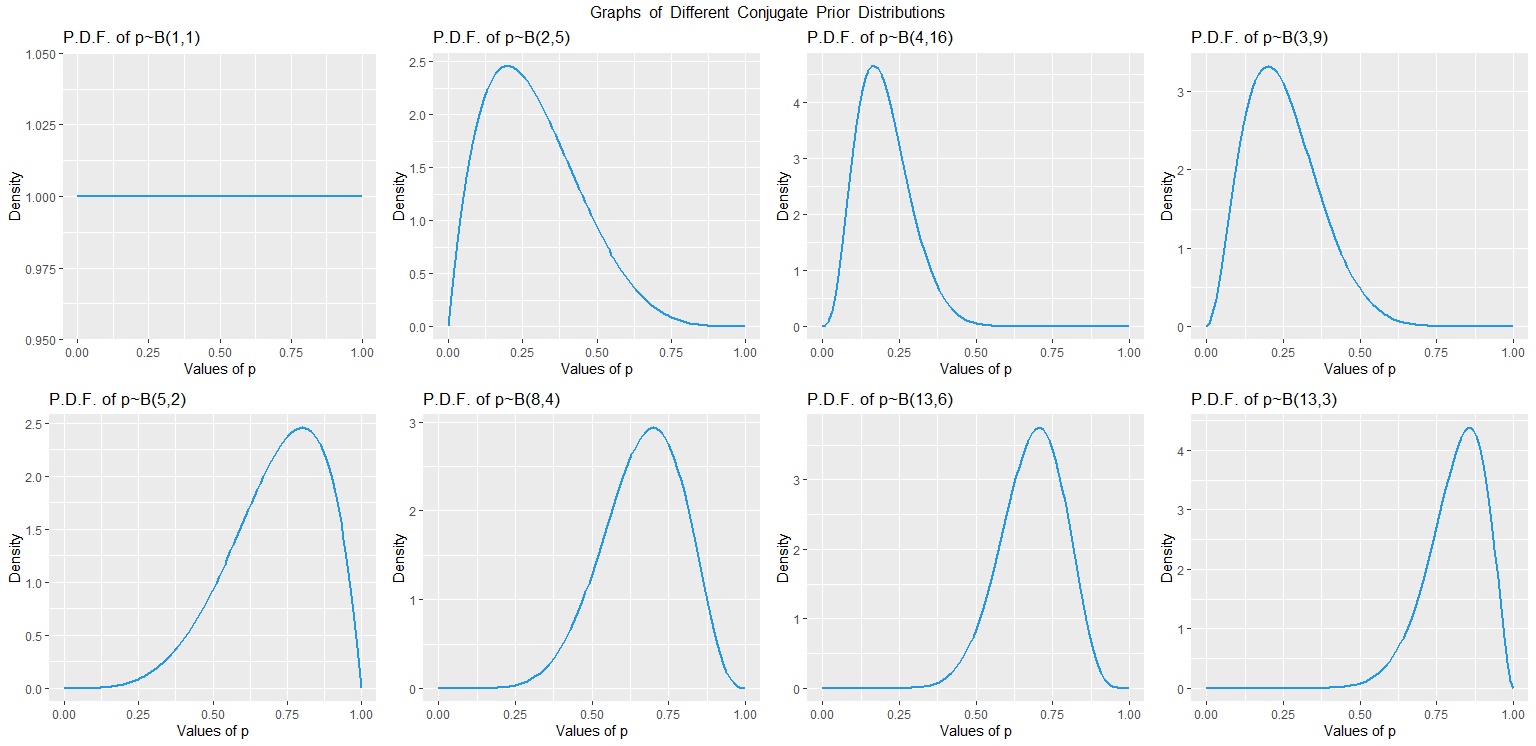 Graphs of Different Conjugate Prior Distributions
P.D.F. of p~B(1,1)
1.050
1.025
1.000
0.975
0.950
Density
0.00 0.25 0.50 0.75 1.00
Values of p
P.D.F. of p~B(2,5)
2.5
2.0
1.5
1.0
0.5
0.0
Density
0.00 0.25 0.50 0.75 1.00
Values of p
P.D.F. of p~B(4,16)
4
3
2
1
0
Density
0.00 0.25 0.50 0.75 1.00
Values of p
P.D.F. of p~B(3,9)
3
2
1
0
Density
0.00 0.25 0.50 0.75 1.00
Values of p
P.D.F. of p~B(5,2)
2.5
2.0
1.5
1.0
0.5
0.0
Density
0.00 0.25 0.50 0.75 1.00
Values of p
P.D.F. of p~B(8,4)
3
2
1
0
Density
0.00 0.25 0.50 0.75 1.00
Values of p
P.D.F. of p~B(13,6)
3
2
1
0
Density
0.00 0.25 0.50 0.75 1.00
Values of p
P.D.F. of p~B(13,3)
4
3
2
1
0
Density
0.00 0.25 0.50 0.75 1.00
Values of p